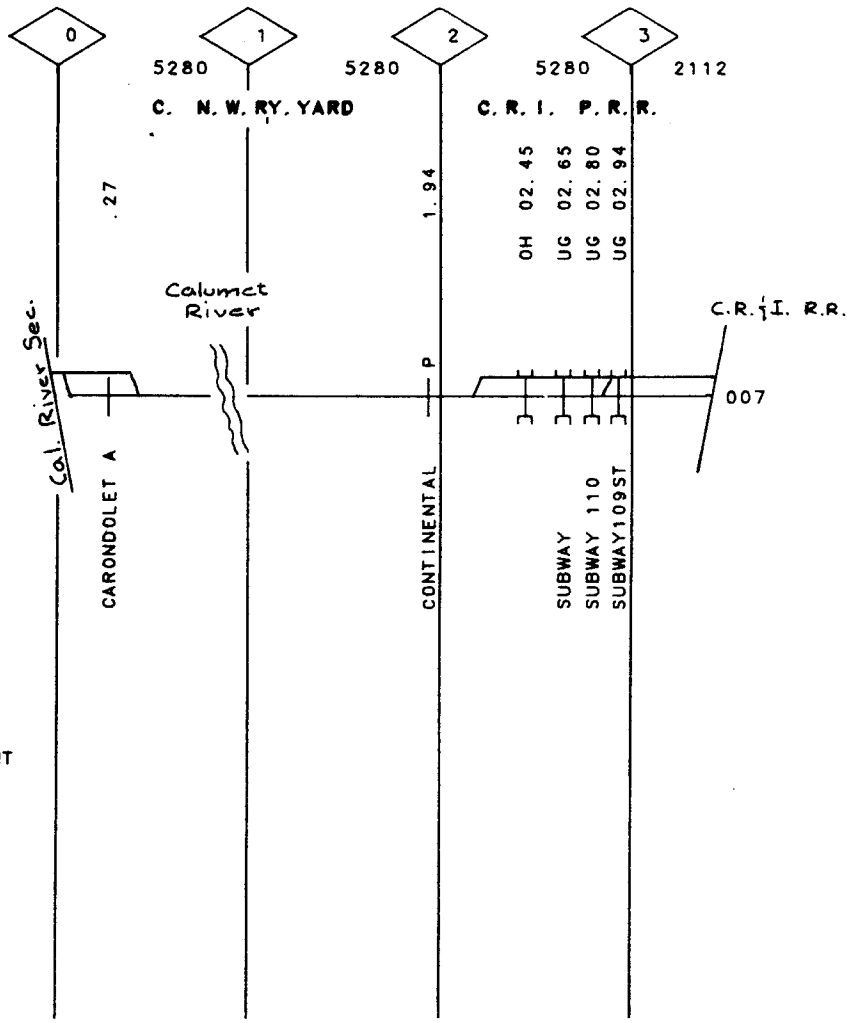 0 1 2 3
5280 5280 5280 2112
C. N. W. RY. YARD C. R. I. P. R. R.
.27
1.94
OH 02.45
UG 02.65
UG 02.80
UG 02.94
Calumet
River
C.R.&I. R.R.
Cal. River Sec.
P
007
CARONDOLET A
CONTINENTAL
SUBWAY
SUBWAY 110
SUBWAY109ST
T